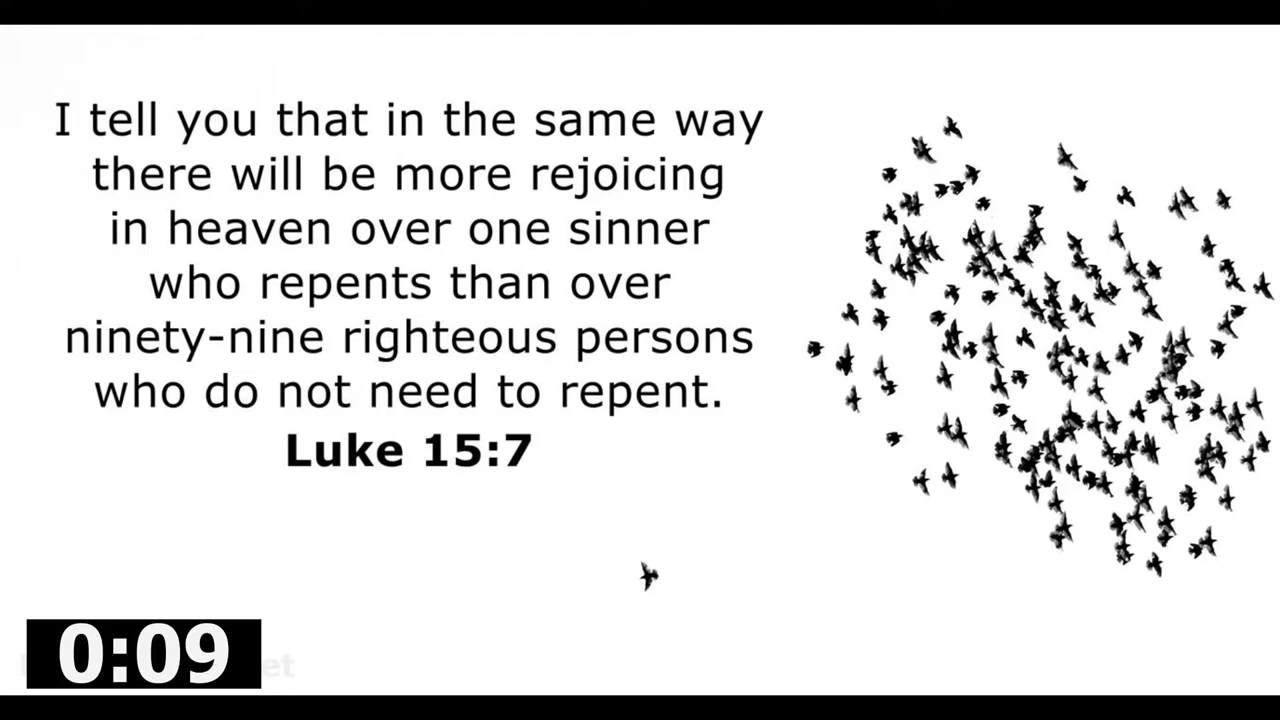 I tell you that in the same way
there will be more rejoicing
in heaven over one sinner
who repents than over
ninety-nine righteous persons
who do not need to repent.
Luke 15:7
0:09